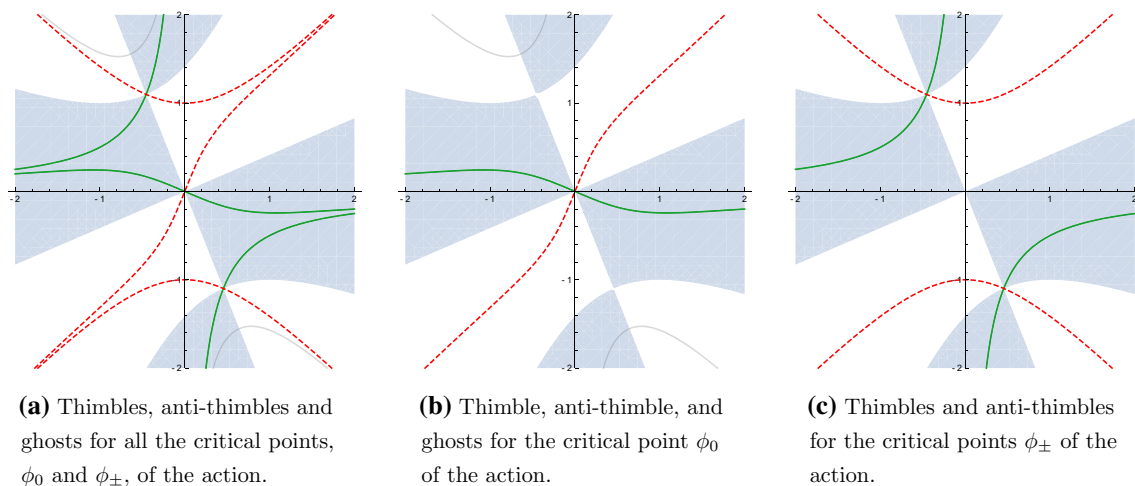 2
1
-2
-1
1
2
-1
-2
2
1
-2
-1
1
2
-1
-2
2
1
-2
-1
1
2
-1
-2
(a) Thimbles, anti-thimbles and
ghosts for all the critical points,
ϕ₀ and ϕ±, of the action.
(b) Thimble, anti-thimble, and
ghosts for the critical point ϕ₀
of the action.
(c) Thimbles and anti-thimbles
for the critical points ϕ± of the
action.